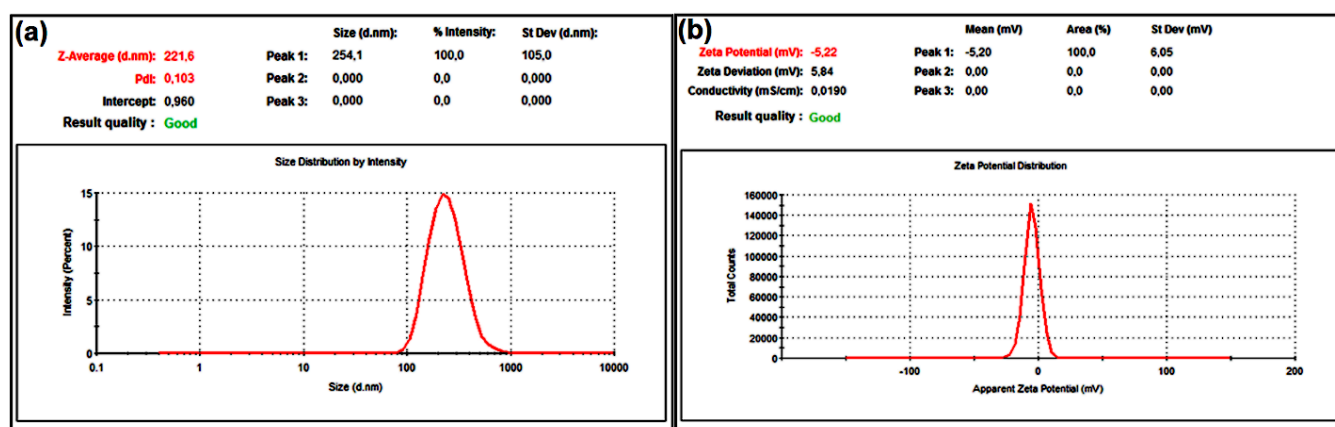 (a)
Size (d.nm): % Intensity: St Dev (d.nm):
Z-Average (d.nm): 221,6 Peak 1: 254,1 100,0 105,0
PdI: 0,103 Peak 2: 0,000 0,0 0,000
Intercept: 0,960 Peak 3: 0,000 0,0 0,000
Result quality : Good
Size Distribution by Intensity
Intensity (Percent)
15
10
5
0
0.1 1 10 100 1000 10000
Size (d.nm)
(b)
Mean (mV) Area (%) St Dev (mV)
Zeta Potential (mV): -5,22 Peak 1: -5,20 100,0 6,05
Zeta Deviation (mV): 5,84 Peak 2: 0,00 0,0 0,00
Conductivity (mS/cm): 0,0190 Peak 3: 0,00 0,0 0,00
Result quality : Good
Zeta Potential Distribution
Total Counts
160000
140000
120000
100000
80000
60000
40000
20000
0
-100 0 100 200
Apparent Zeta Potential (mV)